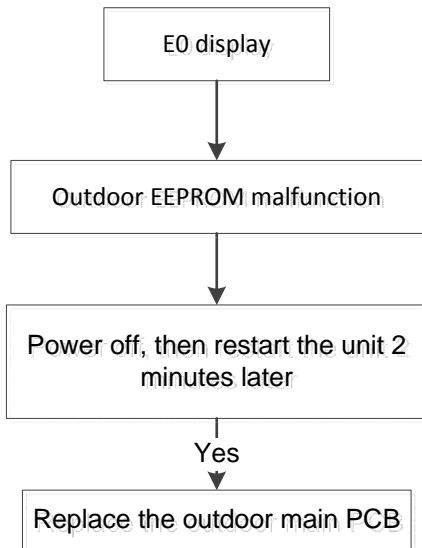 E0 display
Outdoor EEPROM malfunction
Power off, then restart the unit 2
minutes later
Yes
Replace the outdoor main PCB